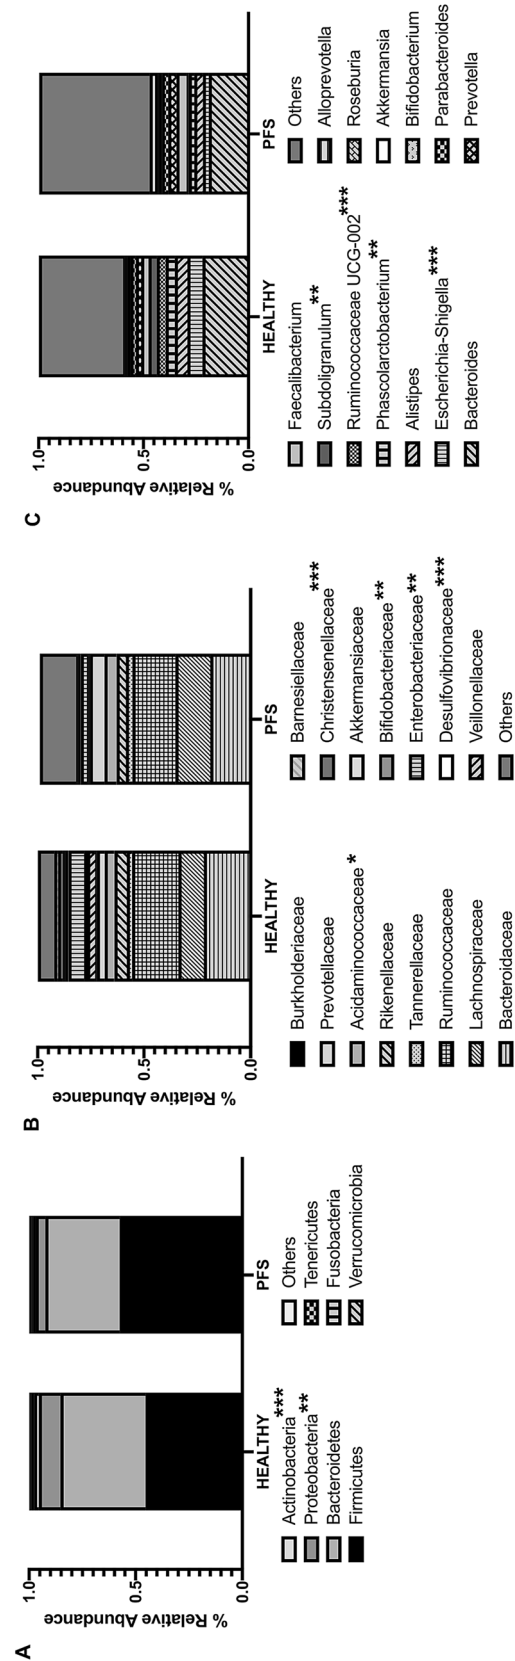 A
% Relative Abundance
1.0
0.5
0.0
HEALTHY
PFS
Actinobacteria ***
Proteobacteria **
Bacteroidetes
Firmicutes
Others
Tenericutes
Fusobacteria
Verrucomicrobia
B
% Relative Abundance
1.0
0.5
0.0
HEALTHY
PFS
Burkholderiaceae
Prevotellaceae
Acidaminococcaceae *
Rikenellaceae
Tannerellaceae
Ruminococcaceae
Lachnospiraceae
Bacteroidaceae
Barnesiellaceae
Christensenellaceae ***
Akkermansiaceae
Bifidobacteriaceae **
Enterobacteriaceae **
Desulfovibrionaceae ***
Veillonellaceae
Others
C
% Relative Abundance
1.0
0.5
0.0
HEALTHY
PFS
Faecalibacterium
Subdoligranulum **
Ruminococcaceae UCG-002 ***
Phascolarctobacterium **
Alistipes
Escherichia-Shigella ***
Bacteroides
Others
Alloprevotella
Roseburia
Akkermansia
Bifidobacterium
Parabacteroides
Prevotella